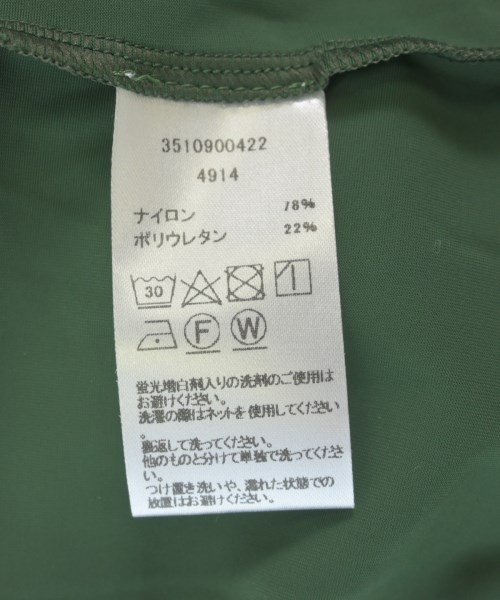 3510900422
4914
ナイロン 78%
ポリウレタン 22%
30
F W
蛍光増白剤入りの洗剤のご使用は
お避けください。
洗濯の際はネットを使用してください
。
裏返して洗ってください。
他のものと分けて単独で洗ってくださ
い。
つけ置き洗いや、濡れた状態での
放置はお避けください。